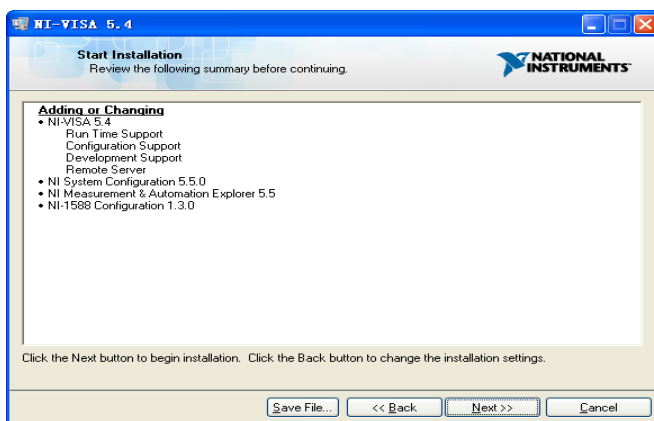 NI-VISA 5.4
Start Installation
Review the following summary before continuing.
NATIONAL
INSTRUMENTS
Adding or Changing
• NI-VISA 5.4
Run Time Support
Configuration Support
Development Support
Remote Server
• NI System Configuration 5.5.0
• NI Measurement & Automation Explorer 5.5
• NI-1588 Configuration 1.3.0
Click the Next button to begin installation. Click the Back button to change the installation settings.
Save File... << Back Next >> Cancel